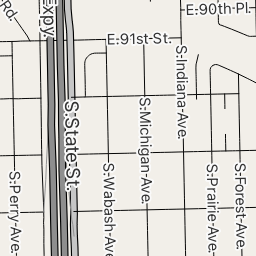 Rd.
Expy.
E. 90th Pl.
E. 91st St.
S. State St.
S. Michigan Ave.
S. Indiana Ave.
S. Perry Ave.
S. Wabash Ave.
S. Prairie Ave.
S. Forest Ave.